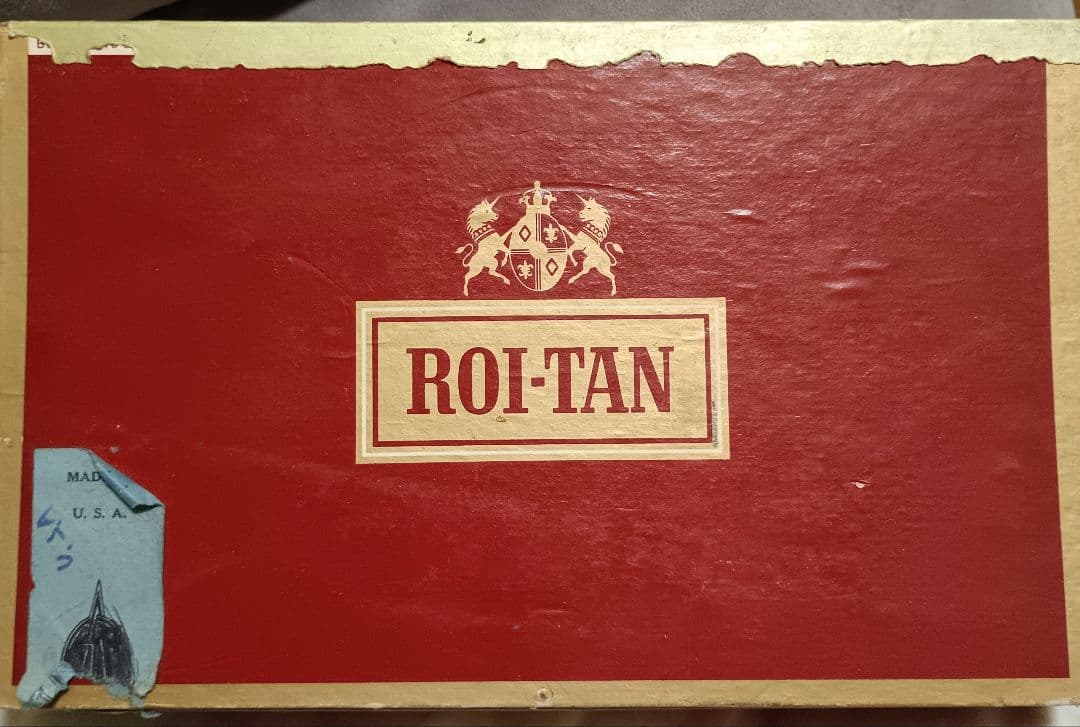 ROI-TAN
MAD
U. S. A.